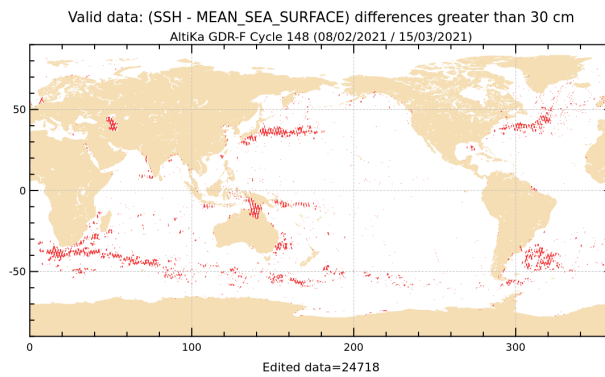 Valid data: (SSH - MEAN_SEA_SURFACE) differences greater than 30 cm
AltiKa GDR-F Cycle 148 (08/02/2021 / 15/03/2021)
50
0
-50
0
100
200
300
Edited data=24718